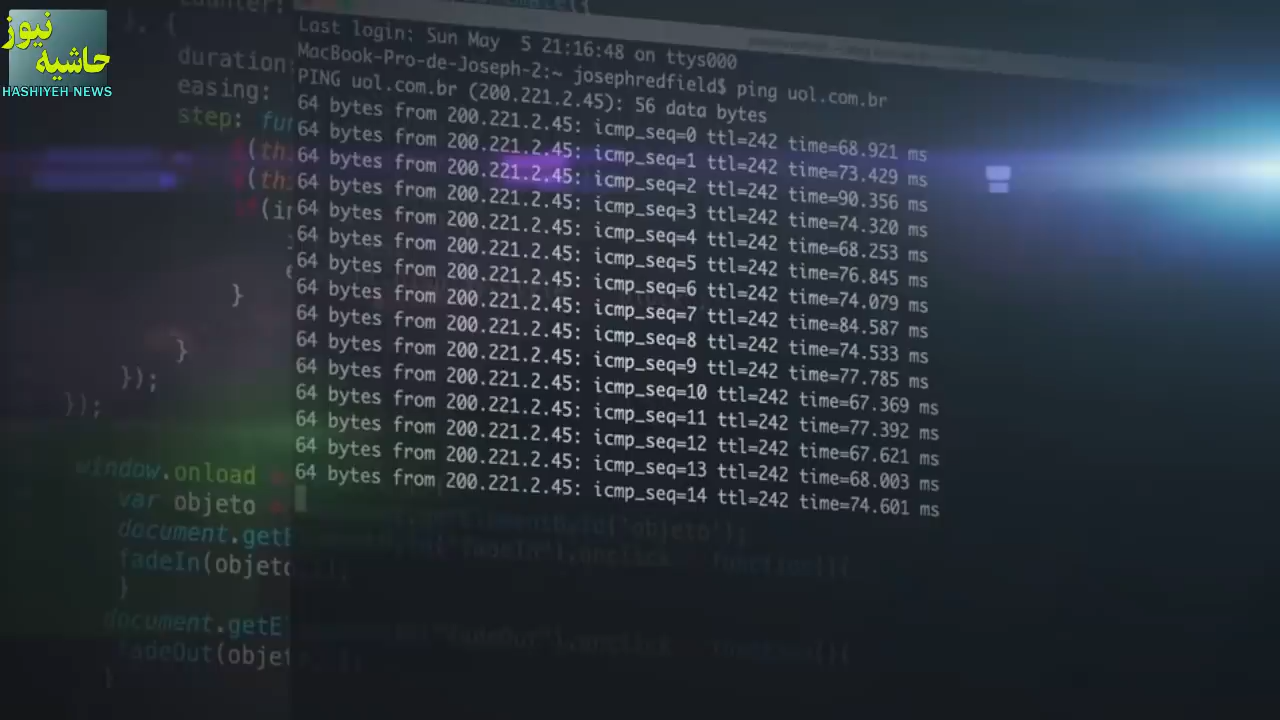 نیوز
حاشیه
HASHIYEH NEWS
counter:
}, {
duration:
easing:
step:
}
}
});
});
window.onload
var objeto
document.getE
fadeIn(objeto
}
document.getE
fadeOut(objet
}
Last login: Sun May  5 21:16:48 on ttys000
MacBook-Pro-de-Joseph-2:~ josephredfield$ ping uol.com.br
PING uol.com.br (200.221.2.45): 56 data bytes
64 bytes from 200.221.2.45: icmp_seq=0 ttl=242 time=68.921 ms
64 bytes from 200.221.2.45: icmp_seq=1 ttl=242 time=73.429 ms
64 bytes from 200.221.2.45: icmp_seq=2 ttl=242 time=90.356 ms
64 bytes from 200.221.2.45: icmp_seq=3 ttl=242 time=74.320 ms
64 bytes from 200.221.2.45: icmp_seq=4 ttl=242 time=68.253 ms
64 bytes from 200.221.2.45: icmp_seq=5 ttl=242 time=76.845 ms
64 bytes from 200.221.2.45: icmp_seq=6 ttl=242 time=74.079 ms
64 bytes from 200.221.2.45: icmp_seq=7 ttl=242 time=84.587 ms
64 bytes from 200.221.2.45: icmp_seq=8 ttl=242 time=74.533 ms
64 bytes from 200.221.2.45: icmp_seq=9 ttl=242 time=77.785 ms
64 bytes from 200.221.2.45: icmp_seq=10 ttl=242 time=67.369 ms
64 bytes from 200.221.2.45: icmp_seq=11 ttl=242 time=77.392 ms
64 bytes from 200.221.2.45: icmp_seq=12 ttl=242 time=67.621 ms
64 bytes from 200.221.2.45: icmp_seq=13 ttl=242 time=68.003 ms
64 bytes from 200.221.2.45: icmp_seq=14 ttl=242 time=74.601 ms